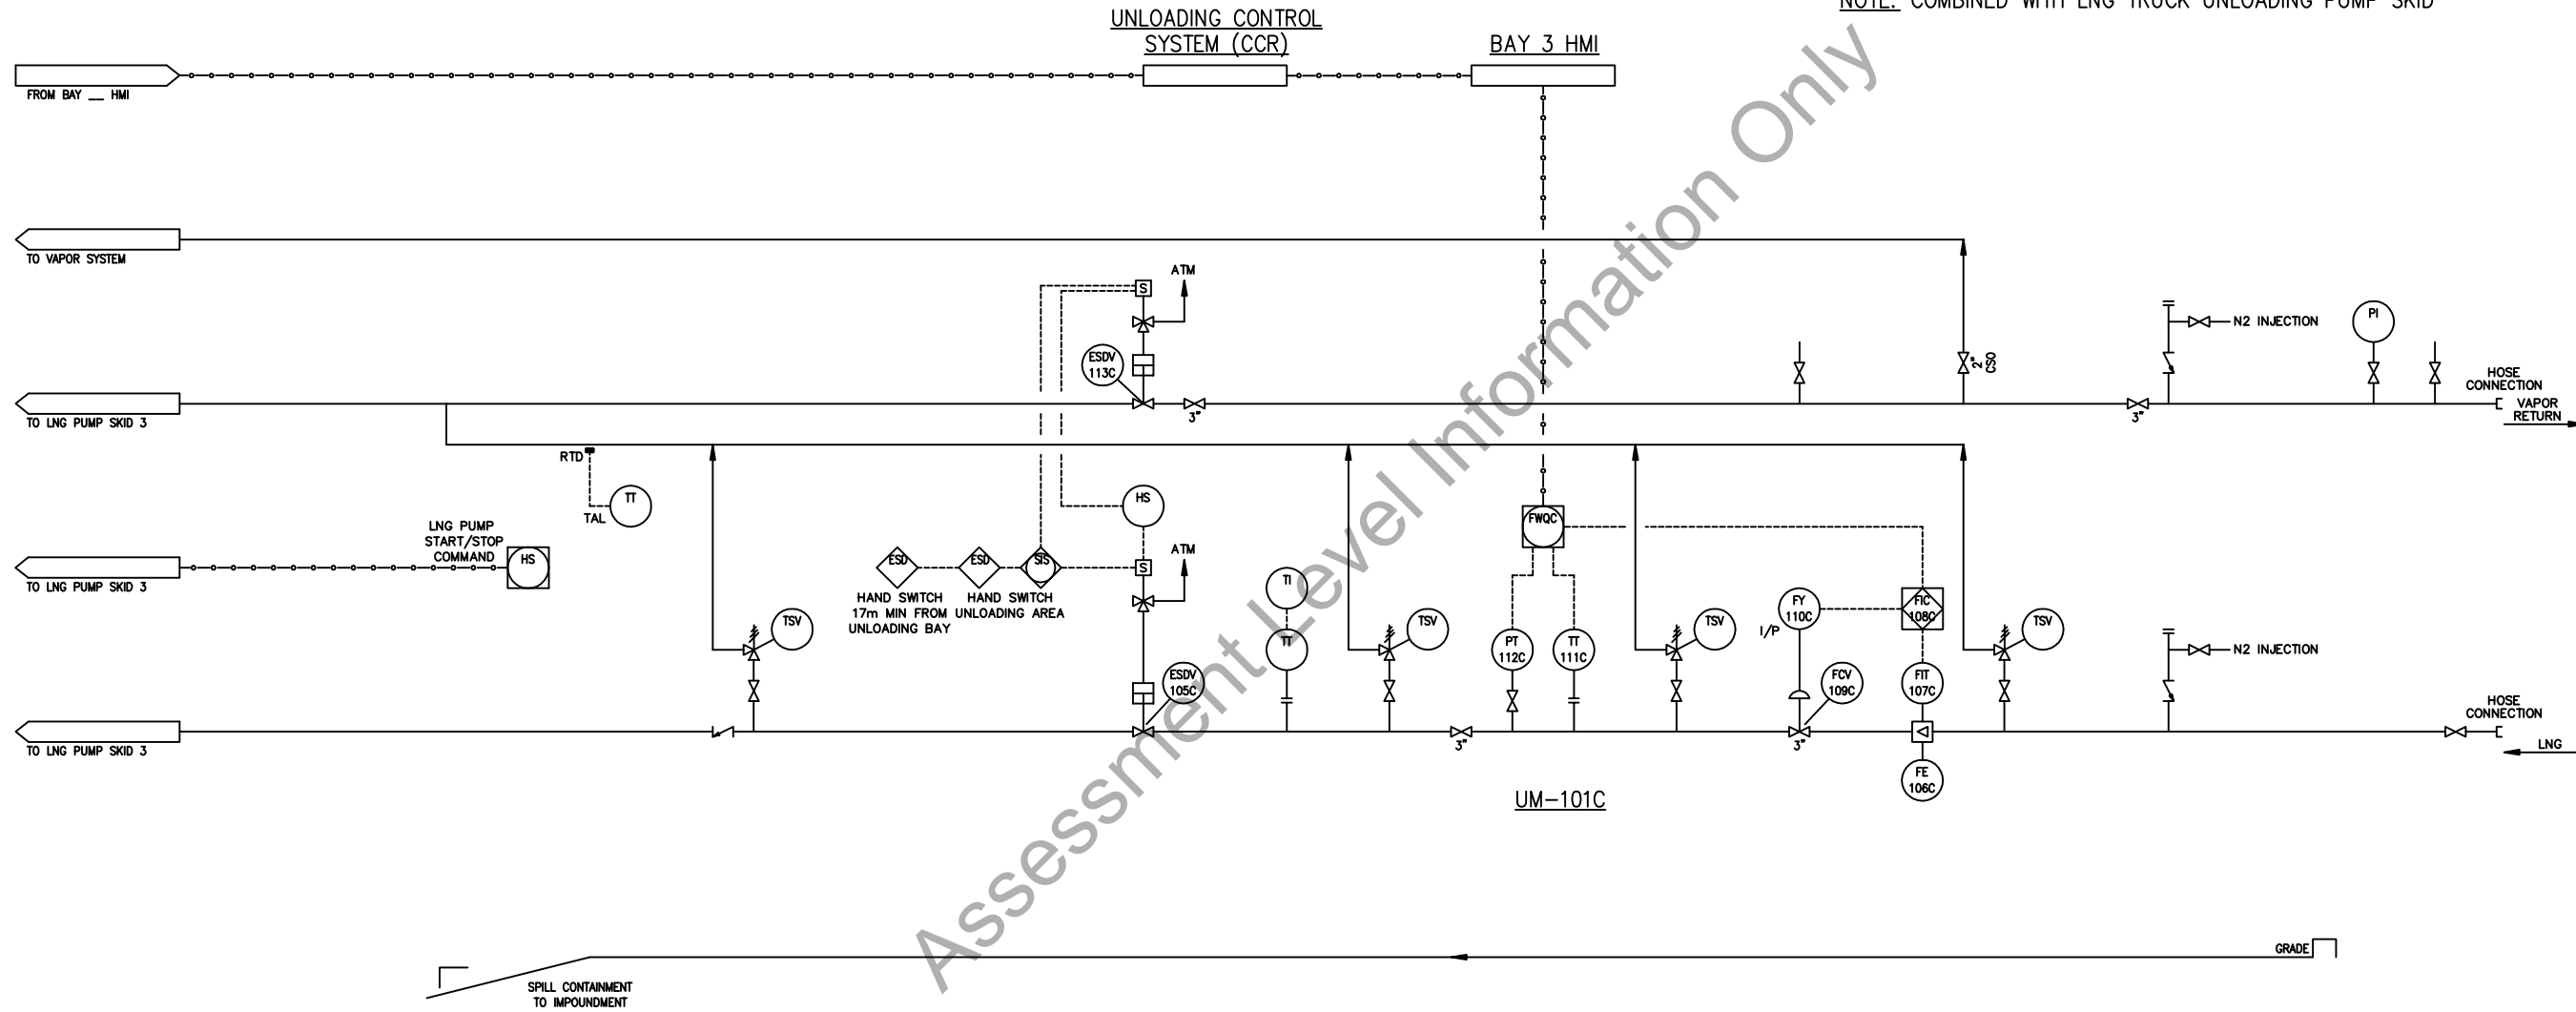 NOTE: COMBINED WITH LNG TRUCK UNLOADING PUMP SKID
UNLOADING CONTROL
SYSTEM (CCR)
BAY 3 HMI
FROM BAY __ HMI
TO VAPOR SYSTEM
ATM
S
ESDV
113C
3"
2"
CSO
N2 INJECTION
PI
3"
HOSE
CONNECTION
VAPOR
RETURN
TO LNG PUMP SKID 3
RTD
TT
TAL
HS
FWQC
LNG PUMP
START/STOP
COMMAND
HS
TO LNG PUMP SKID 3
ESD
ESD
SIS
S
ATM
HAND SWITCH
17m MIN FROM
UNLOADING BAY
HAND SWITCH
UNLOADING AREA
TI
TT
TSV
TSV
PT
112C
TT
111C
TSV
FY
110C
I/P
FIC
108C
TSV
N2 INJECTION
ESDV
105C
FCV
109C
FIT
107C
HOSE
CONNECTION
LNG
TO LNG PUMP SKID 3
3"
3"
FE
106C
UM-101C
GRADE
SPILL CONTAINMENT
TO IMPOUNDMENT
Assessment Level Information Only